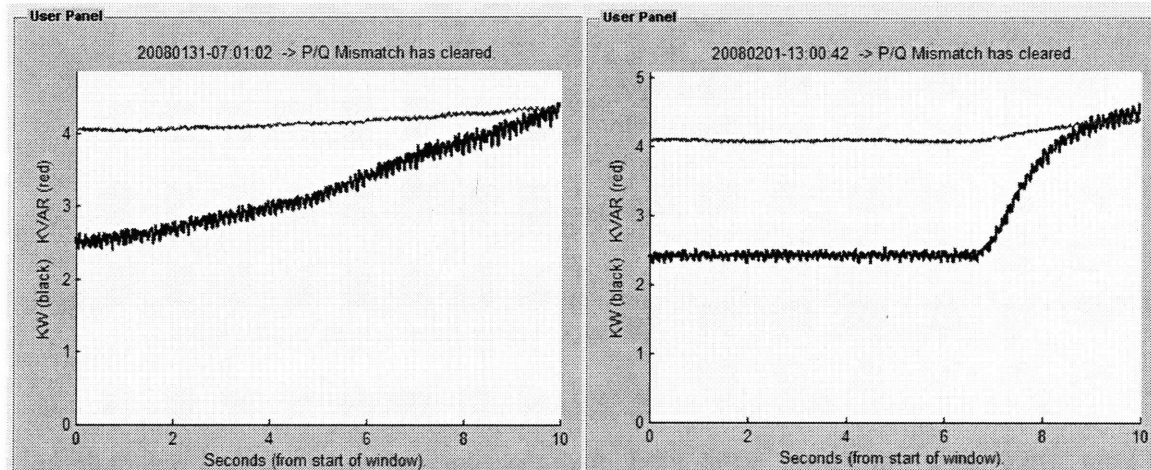 User Panel
20080131-07:01:02 -> P/Q Mismatch has cleared.
4
3
2
1
0
KW (black) KVAR (red)
0 2 4 6 8 10
Seconds (from start of window).
User Panel
20080201-13:00:42 -> P/Q Mismatch has cleared.
5
4
3
2
1
0
KW (black) KVAR (red)
0 2 4 6 8 10
Seconds (from start of window).